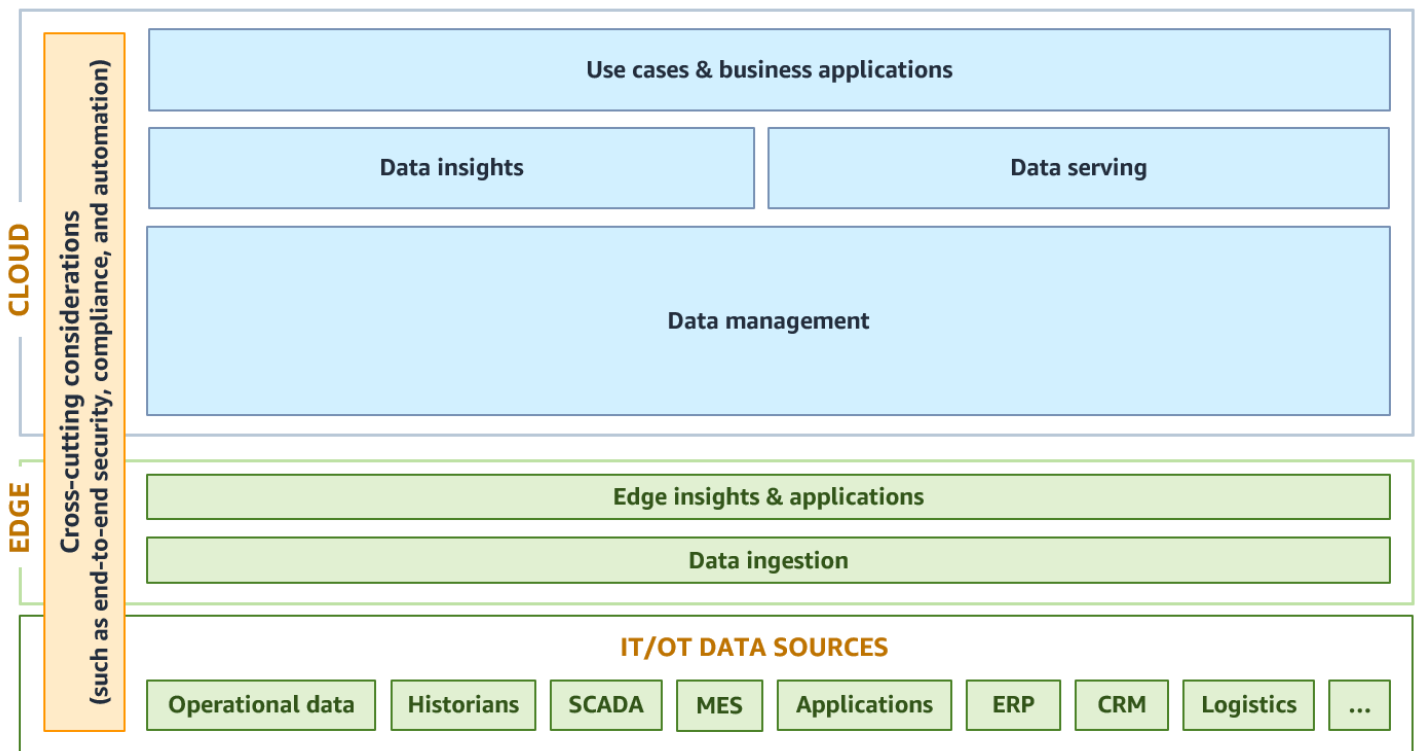 CLOUD
Cross-cutting considerations
(such as end-to-end security, compliance, and automation)
Use cases & business applications
Data insights
Data serving
Data management
EDGE
Edge insights & applications
Data ingestion
IT/OT DATA SOURCES
Operational data
Historians
SCADA
MES
Applications
ERP
CRM
Logistics
...